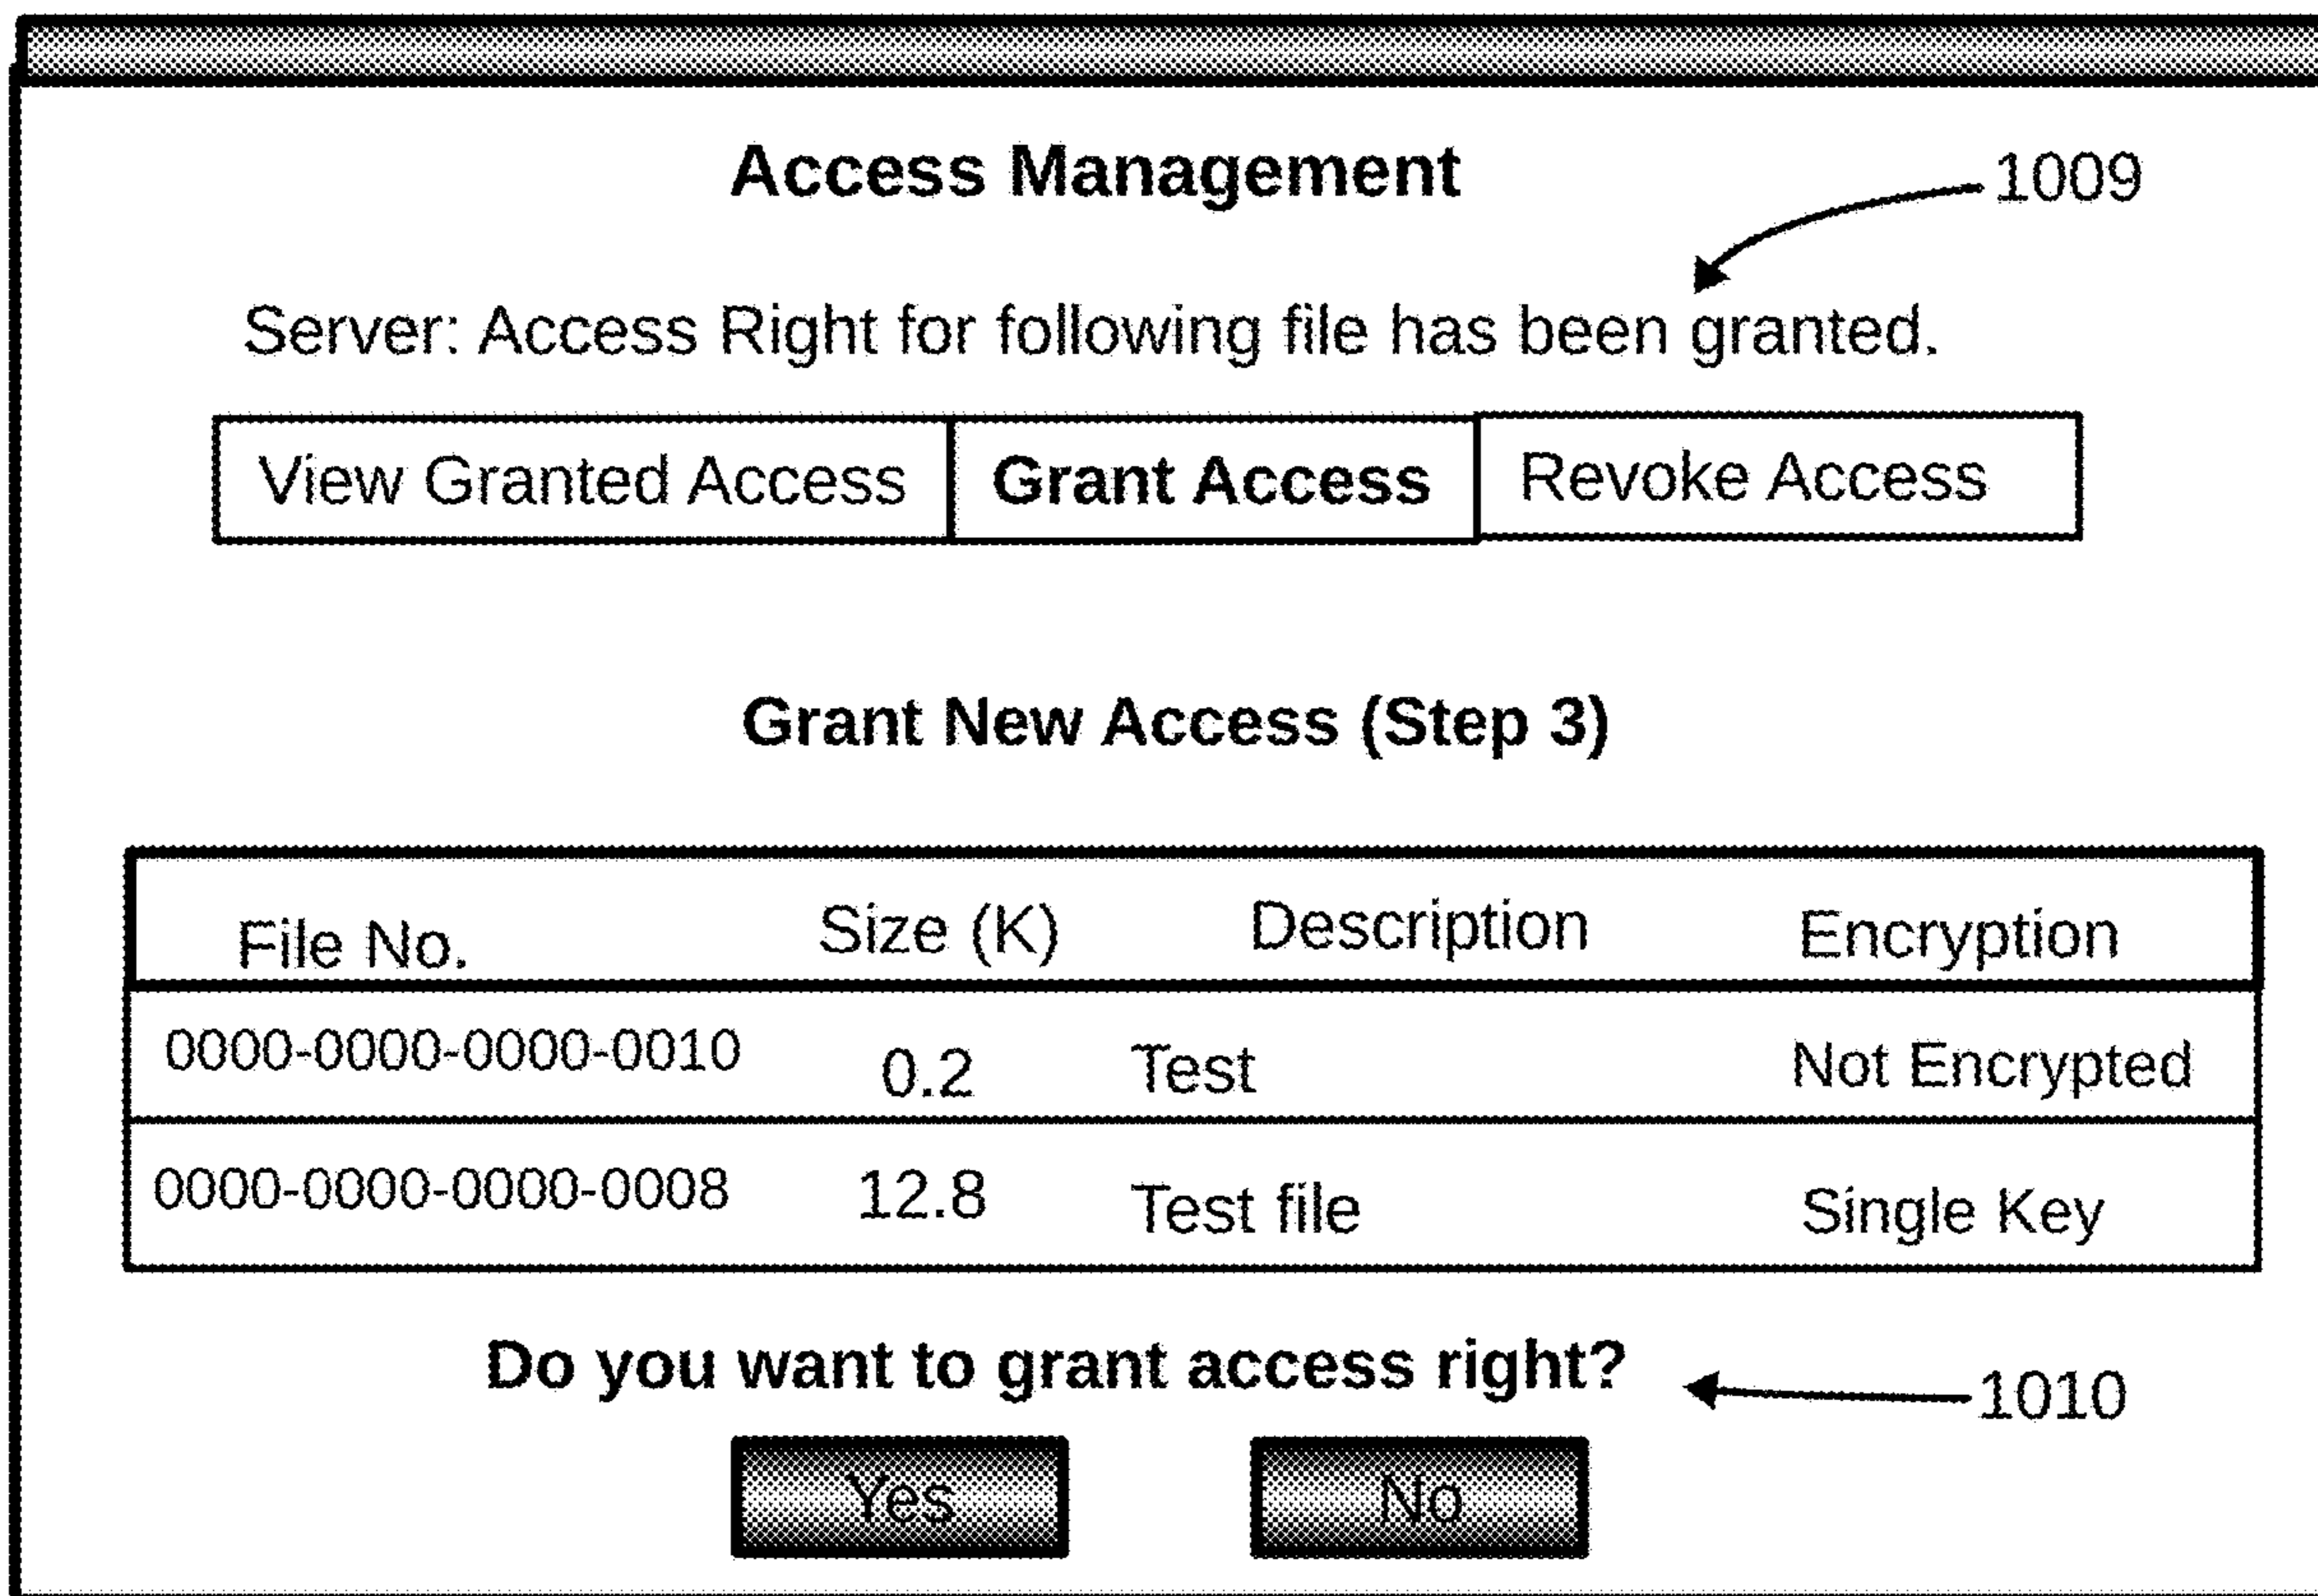 Access Management
1009
Server: Access Right for following file has been granted.
View Granted Access Grant Access Revoke Access
Grant New Access (Step 3)
File No. Size (K) Description Encryption
0000-0000-0000-0010 0.2 Test Not Encrypted
0000-0000-0000-0008 12.8 Test file Single Key
Do you want to grant access right?
1010
Yes No